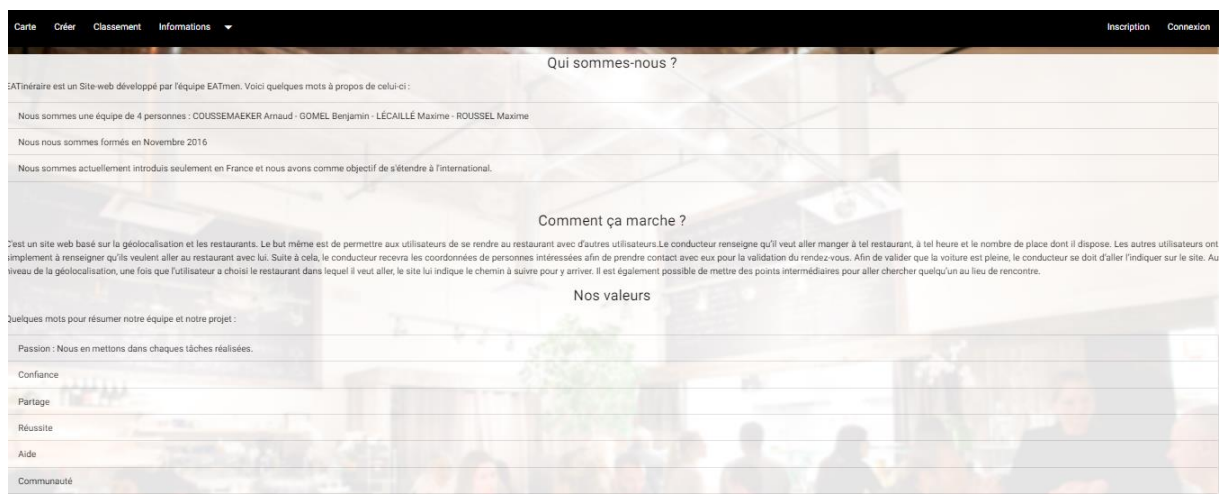 Carte Créer Classement Informations Inscription Connexion
Qui sommes-nous ?
EATinéraire est un Site-web développé par l'équipe EATmen. Voici quelques mots à propos de celui-ci :
Nous sommes une équipe de 4 personnes : COUSSEMAEKER Arnaud - GOMEL Benjamin - LÉCAILLÉ Maxime - ROUSSEL Maxime
Nous nous sommes formés en Novembre 2016
Nous sommes actuellement introduis seulement en France et nous avons comme objectif de s'étendre à l'international.
Comment ça marche ?
C'est un site web basé sur la géolocalisation et les restaurants. Le but même est de permettre aux utilisateurs de se rendre au restaurant avec d'autres utilisateurs.Le conducteur renseigne qu'il veut aller manger à tel restaurant, à tel heure et le nombre de place dont il dispose. Les autres utilisateurs ont
simplement à renseigner qu'ils veulent aller au restaurant avec lui. Suite à cela, le conducteur recevra les coordonnées de personnes intéressées afin de prendre contact avec eux pour la validation du rendez-vous. Afin de valider que la voiture est pleine, le conducteur se doit d'aller l'indiquer sur le site. Au
niveau de la géolocalisation, une fois que l'utilisateur a choisi le restaurant dans lequel il veut aller, le site lui indique le chemin à suivre pour y arriver. Il est également possible de mettre des points intermédiaires pour aller chercher quelqu'un au lieu de rencontre.
Nos valeurs
Quelques mots pour résumer notre équipe et notre projet :
Passion : Nous en mettons dans chaques tâches réalisées.
Confiance
Partage
Réussite
Aide
Communauté